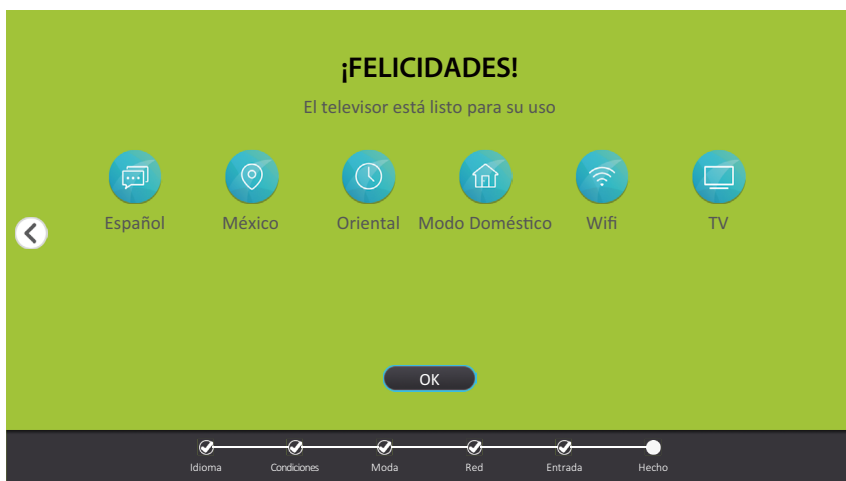 ¡FELICIDADES!
El televisor está listo para su uso
Español México Oriental Modo Doméstico Wifi TV
OK
Idioma Condiciones Moda Red Entrada Hecho